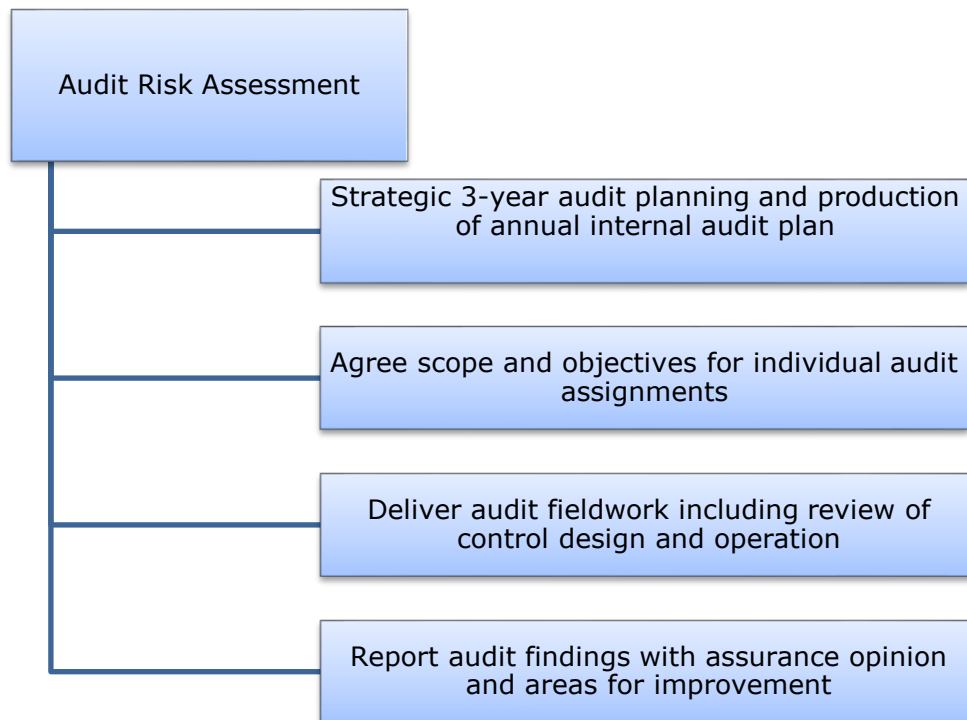 Audit Risk Assessment
Strategic 3-year audit planning and production
of annual internal audit plan
Agree scope and objectives for individual audit
assignments
Deliver audit fieldwork including review of
control design and operation
Report audit findings with assurance opinion
and areas for improvement